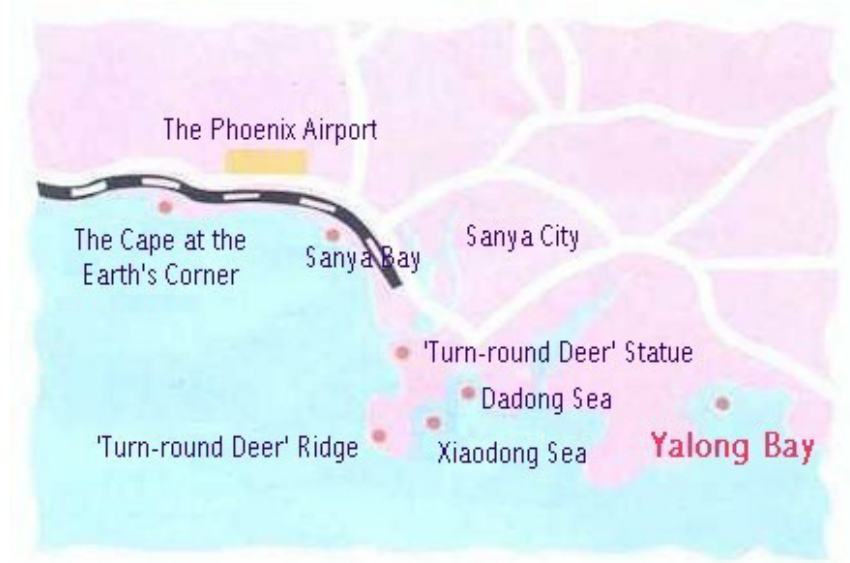 The Phoenix Airport
The Cape at the
Earth's Corner
Sanya Bay
Sanya City
'Turn-round Deer' Statue
Dadong Sea
'Turn-round Deer' Ridge
Xiaodong Sea
Yalong Bay